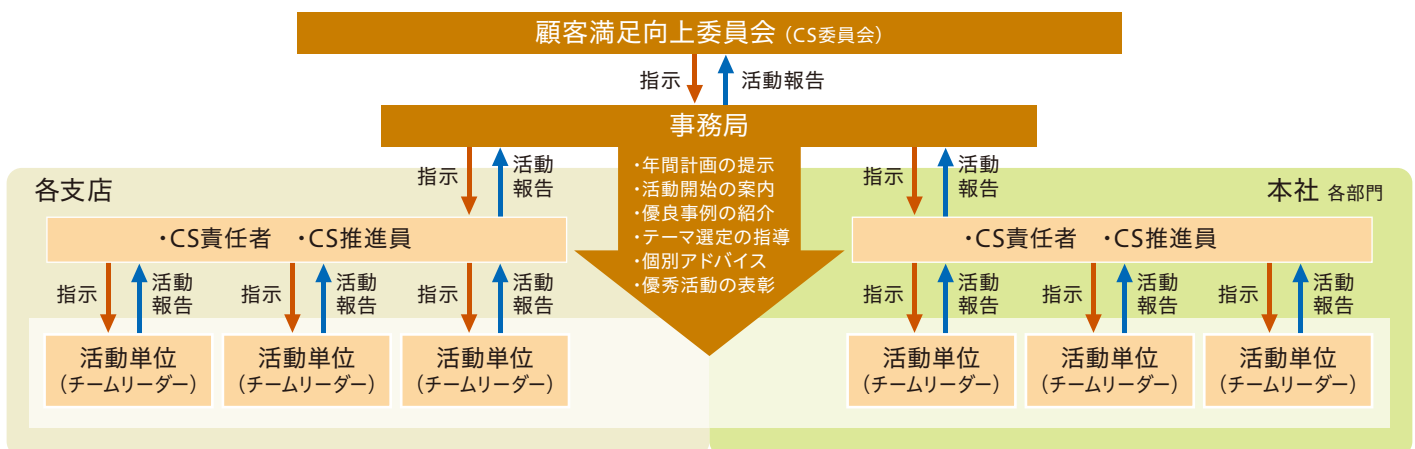 顧客満足向上委員会（CS委員会）
指示 活動報告
事務局
・年間計画の提示
・活動開始の案内
・優良事例の紹介
・テーマ選定の指導
・個別アドバイス
・優秀活動の表彰
各支店
指示
活動
報告
・CS責任者 ・CS推進員
指示
活動
報告
指示
活動
報告
指示
活動
報告
活動単位
（チームリーダー）
活動単位
（チームリーダー）
活動単位
（チームリーダー）
本社 各部門
指示
活動
報告
・CS責任者 ・CS推進員
指示
活動
報告
指示
活動
報告
指示
活動
報告
活動単位
（チームリーダー）
活動単位
（チームリーダー）
活動単位
（チームリーダー）